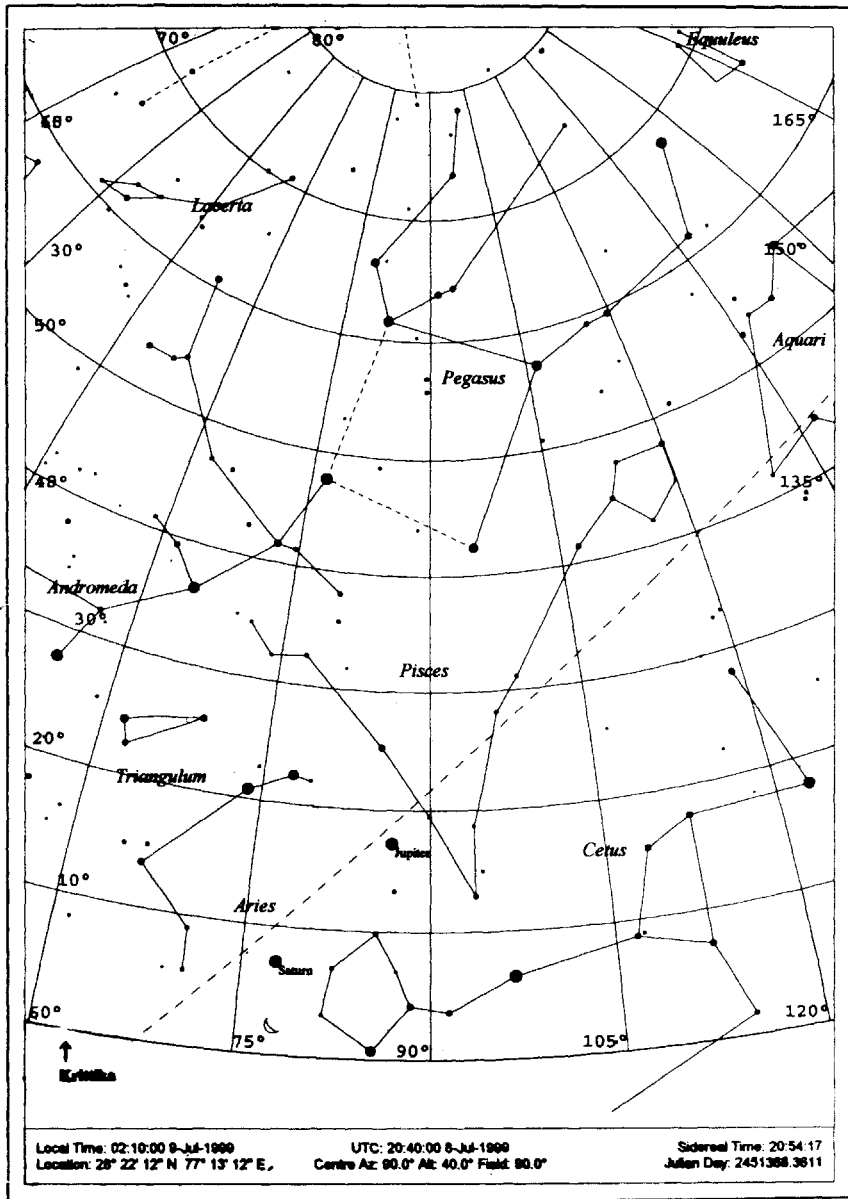 70°
80°
Equuleus
165°
Lacerta
30°
150°
50°
Aquari
Pegasus
40°
135°
Andromeda
30°
Pisces
20°
Triangulum
Jupiter
Cetus
10°
Aries
Saturn
60°
75°
90°
105°
120°
Krittika
Local Time: 02:10:00 9-Jul-1999
UTC: 20:40:00 8-Jul-1999
Sidereal Time: 20:54:17
Location: 28° 22' 12" N 77° 13' 12" E
Centre Az: 90.0° Alt: 40.0° Field: 90.0°
Julian Day: 2451368.3611